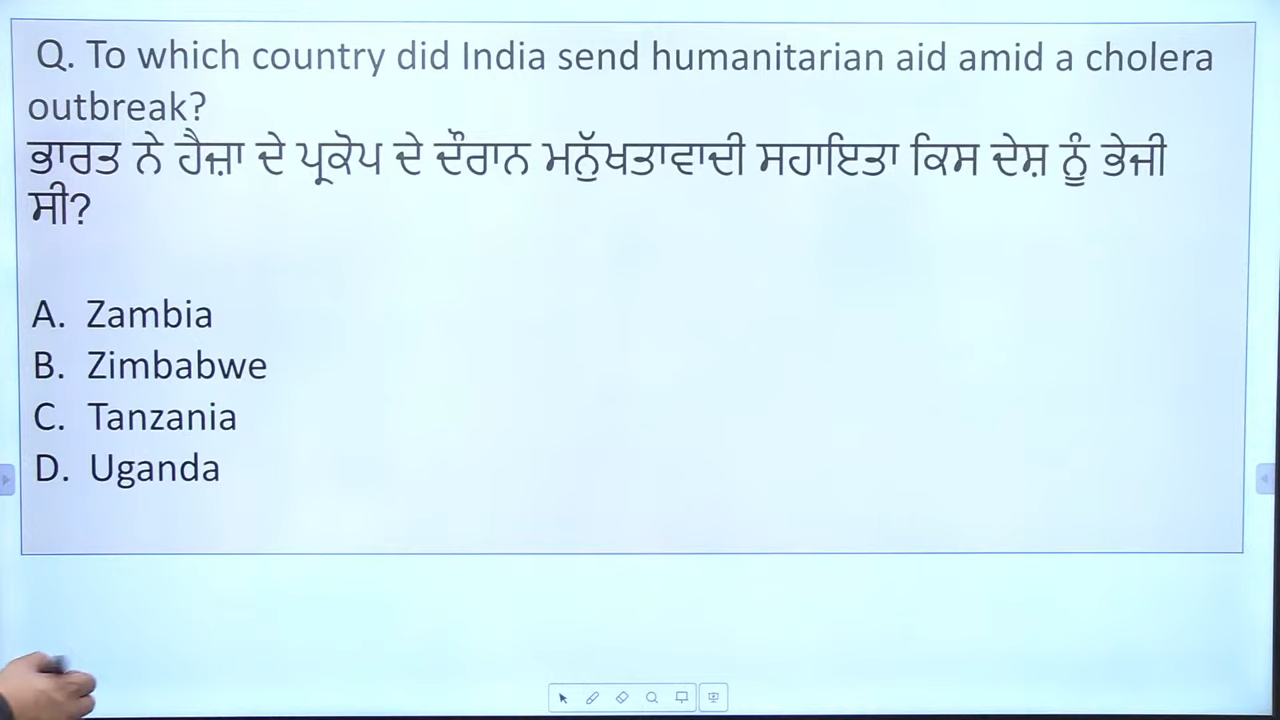 Q. To which country did India send humanitarian aid amid a cholera
outbreak?
ਭਾਰਤ ਨੇ ਹੈਜ਼ਾ ਦੇ ਪ੍ਰਕੋਪ ਦੇ ਦੌਰਾਨ ਮਨੁੱਖਤਾਵਾਦੀ ਸਹਾਇਤਾ ਕਿਸ ਦੇਸ਼ ਨੂੰ ਭੇਜੀ
ਸੀ?
A. Zambia
B. Zimbabwe
C. Tanzania
D. Uganda